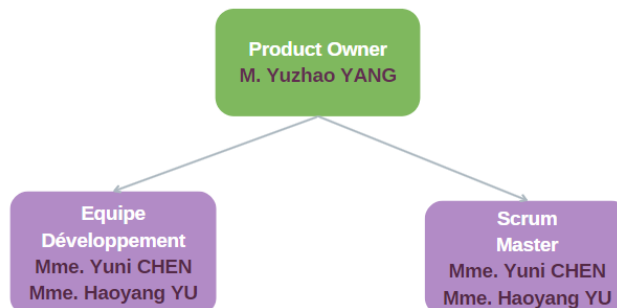 Product Owner
M. Yuzhao YANG
Equipe
Développement
Mme. Yuni CHEN
Mme. Haoyang YU
Scrum
Master
Mme. Yuni CHEN
Mme. Haoyang YU